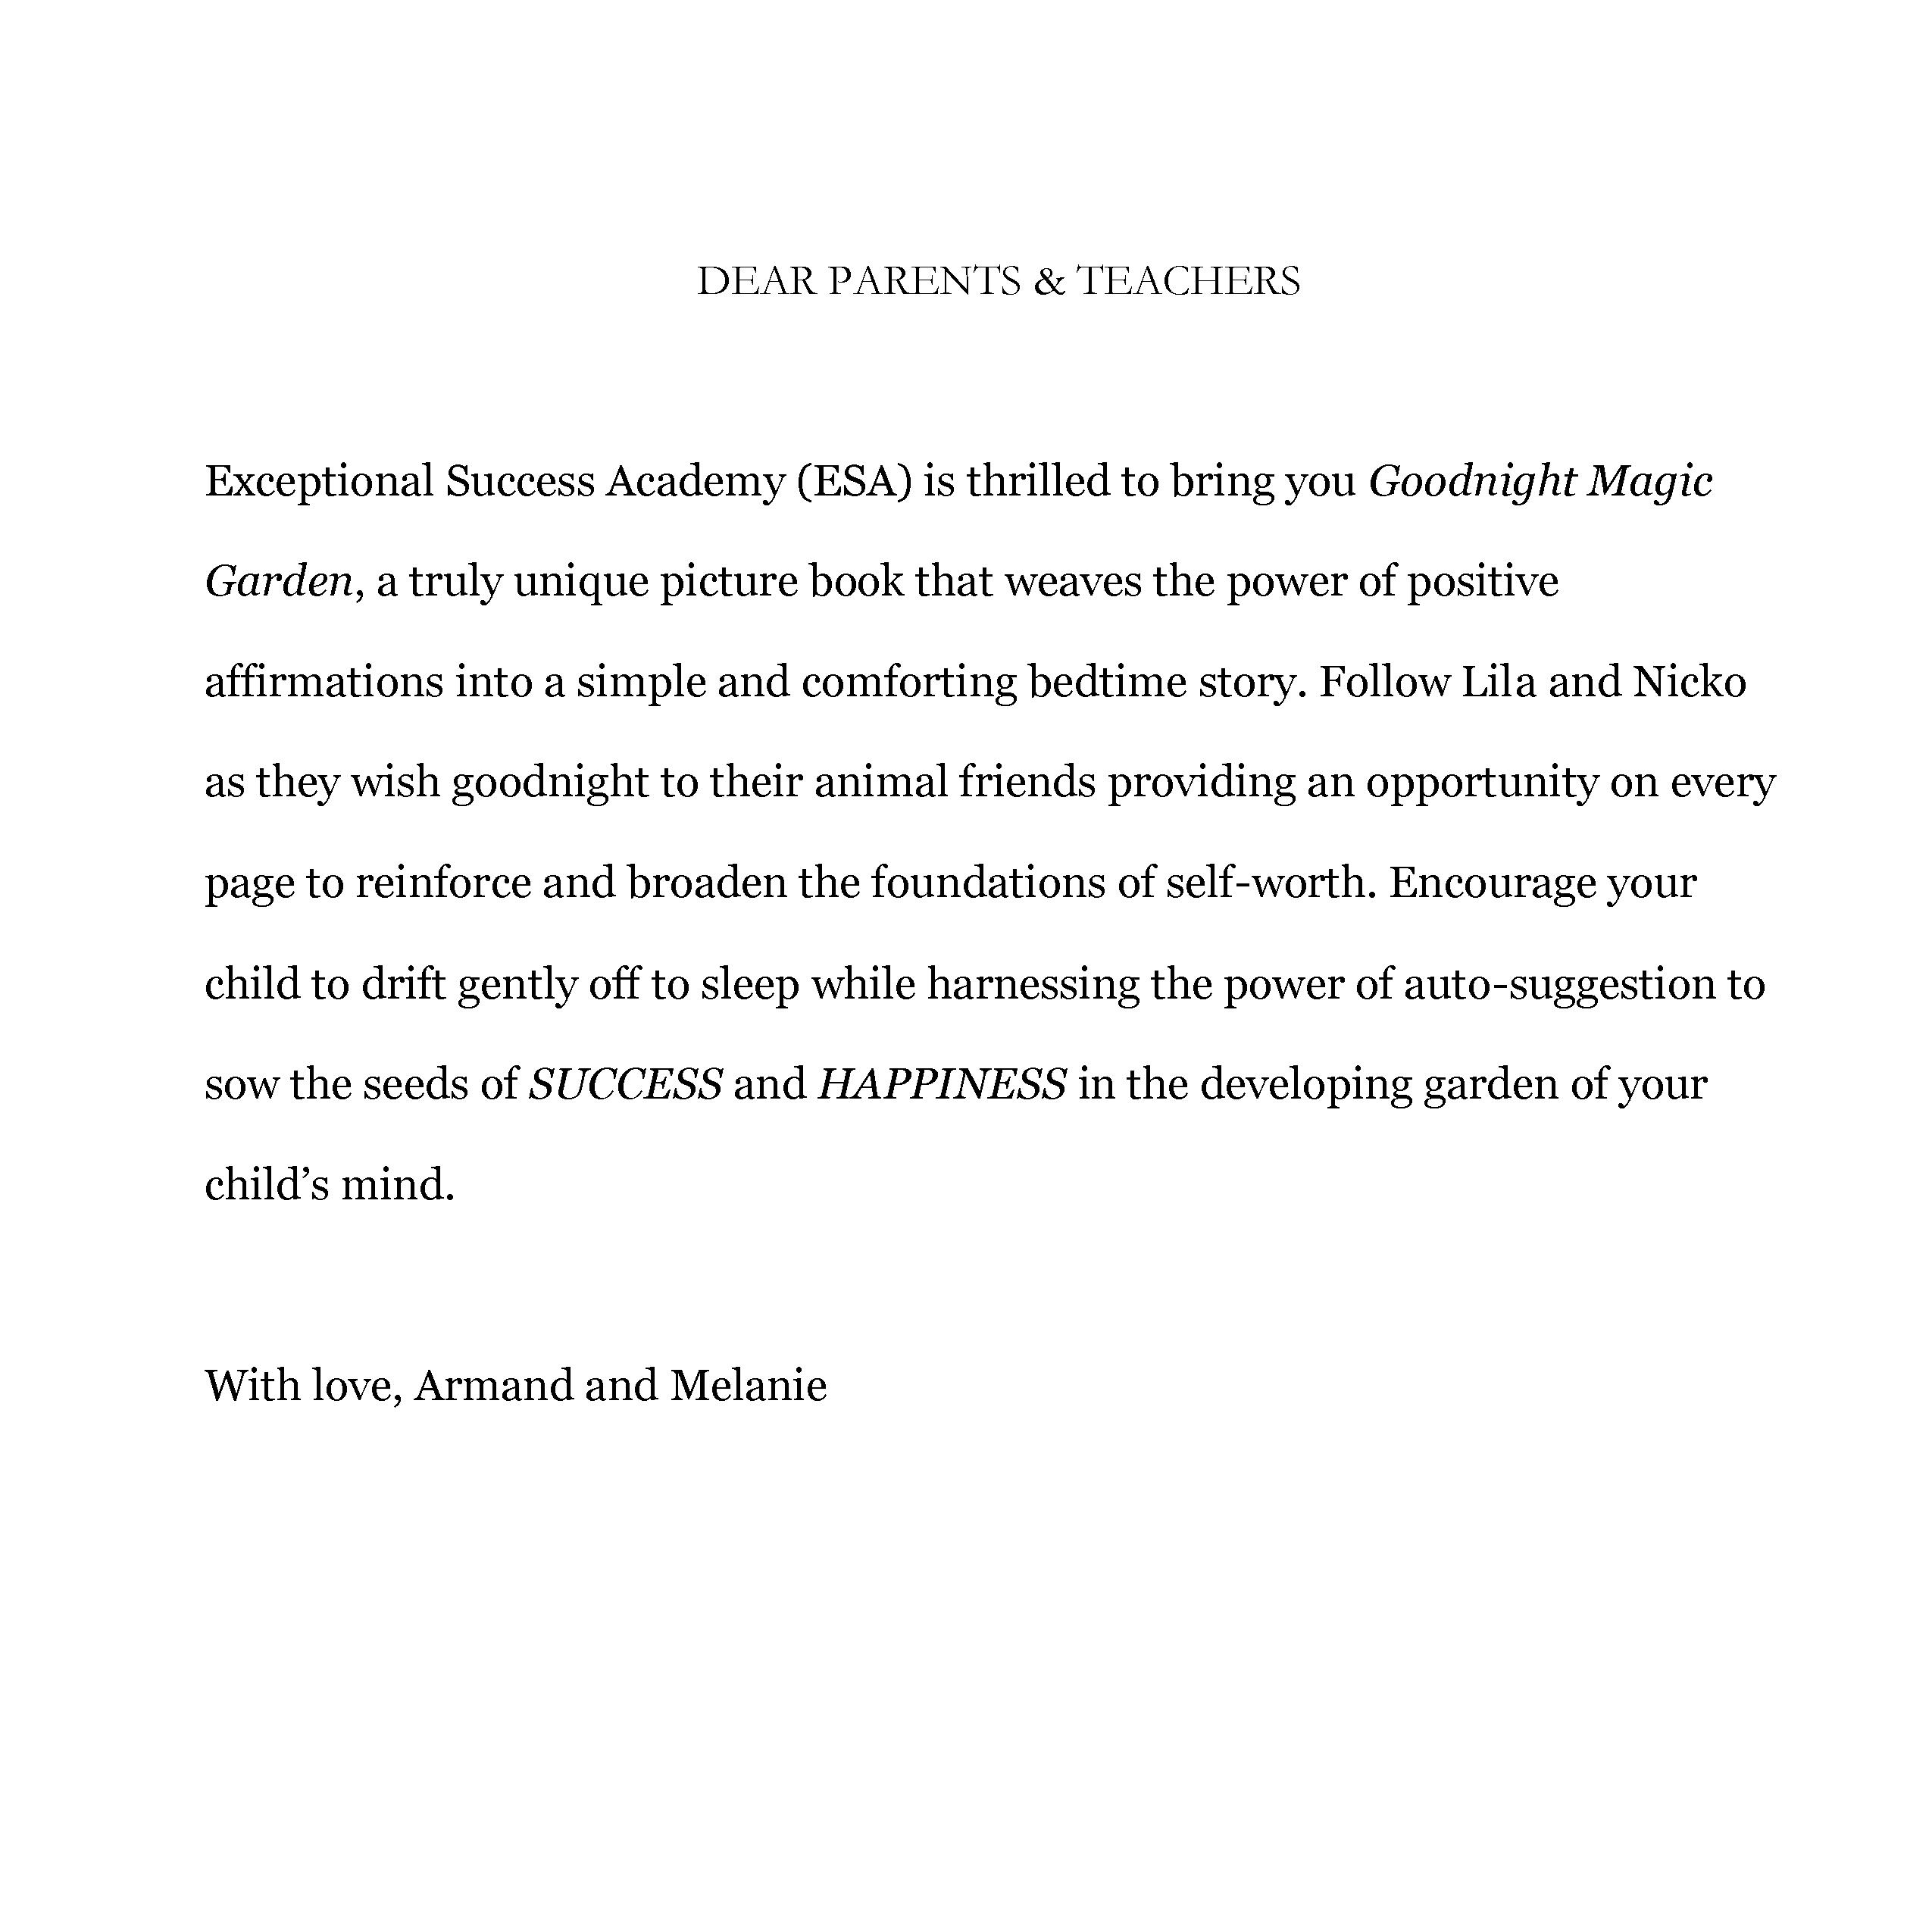 DEAR PARENTS & TEACHERS
Exceptional Success Academy (ESA) is thrilled to bring you Goodnight Magic
Garden, a truly unique picture book that weaves the power of positive
affirmations into a simple and comforting bedtime story. Follow Lila and Nicko
as they wish goodnight to their animal friends providing an opportunity on every
page to reinforce and broaden the foundations of self-worth. Encourage your
child to drift gently off to sleep while harnessing the power of auto-suggestion to
sow the seeds of SUCCESS and HAPPINESS in the developing garden of your
child’s mind.
With love, Armand and Melanie